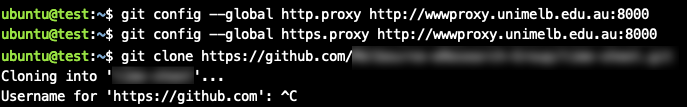 ubuntu@test:~$ git config --global http.proxy http://wwwproxy.unimelb.edu.au:8000
ubuntu@test:~$ git config --global https.proxy http://wwwproxy.unimelb.edu.au:8000
ubuntu@test:~$ git clone https://github.com/
Cloning into ' '...
Username for 'https://github.com': ^C